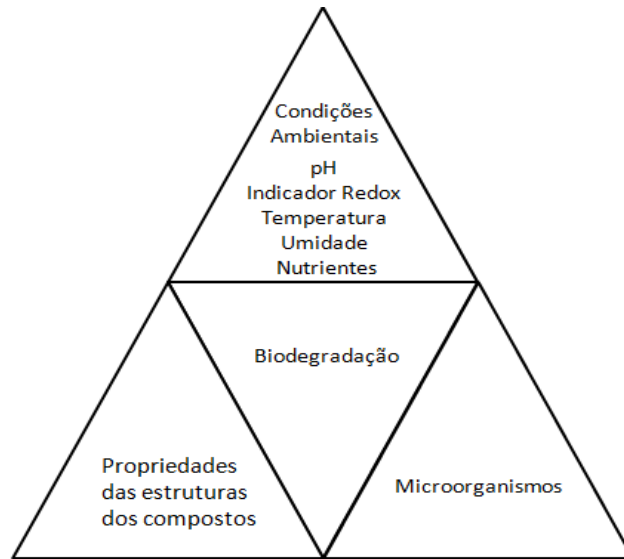 Condições
Ambientais
pH
Indicador Redox
Temperatura
Umidade
Nutrientes
Biodegradação
Propriedades
das estruturas
dos compostos
Microorganismos